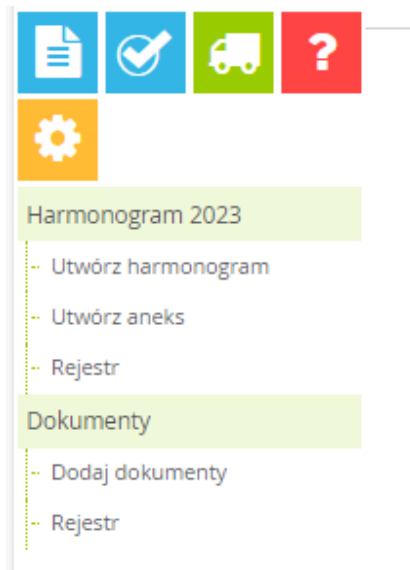 ?
Harmonogram 2023
Utwórz harmonogram
Utwórz aneks
Rejestr
Dokumenty
Dodaj dokumenty
Rejestr